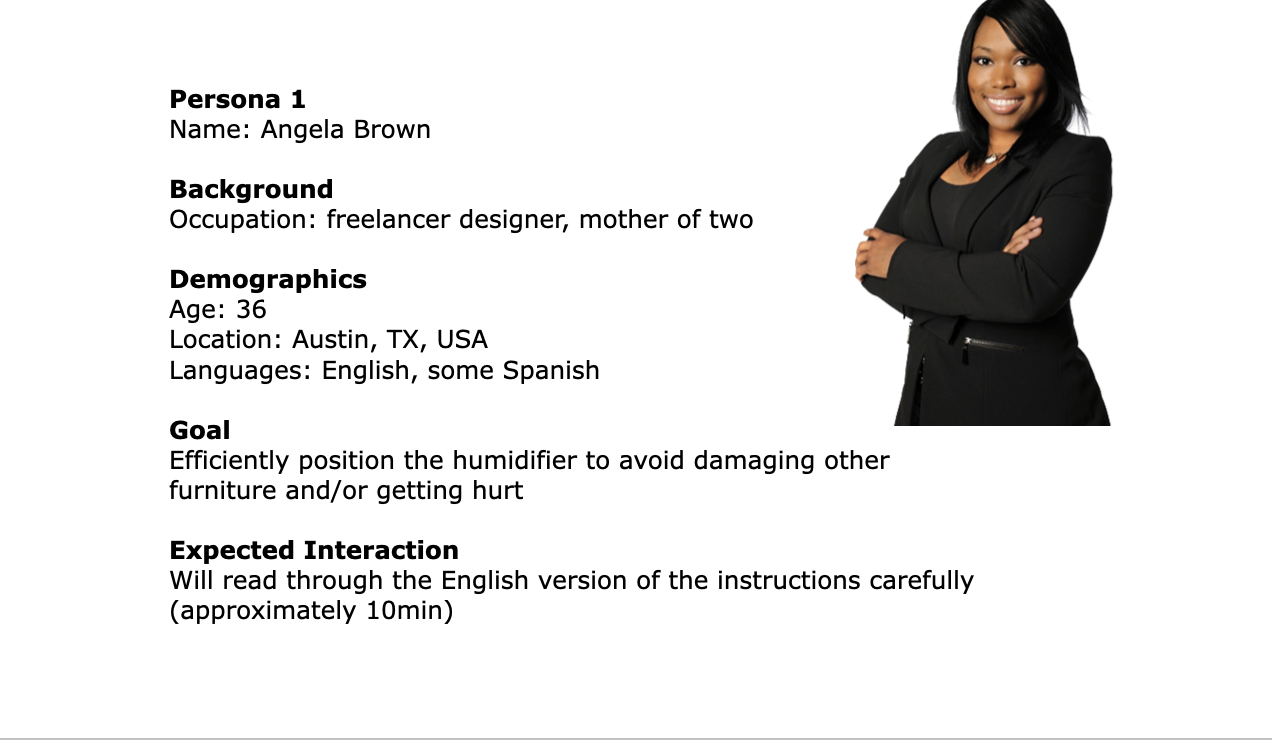 Persona 1
Name: Angela Brown
Background
Occupation: freelancer designer, mother of two
Demographics
Age: 36
Location: Austin, TX, USA
Languages: English, some Spanish
Goal
Efficiently position the humidifier to avoid damaging other
furniture and/or getting hurt
Expected Interaction
Will read through the English version of the instructions carefully
(approximately 10min)